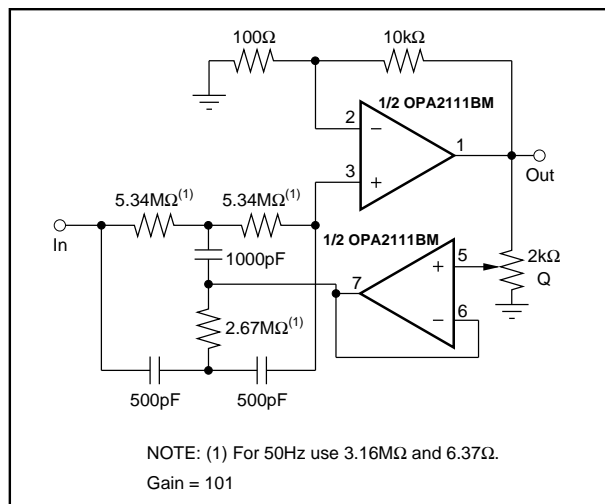 100Ω
10kΩ
1/2 OPA2111BM
2
−
1
3
+
Out
5.34MΩ(1)
5.34MΩ(1)
In
1/2 OPA2111BM
1000pF
+
5
7
2kΩ
Q
−
6
2.67MΩ(1)
500pF
500pF
NOTE: (1) For 50Hz use 3.16MΩ and 6.37Ω.
Gain = 101